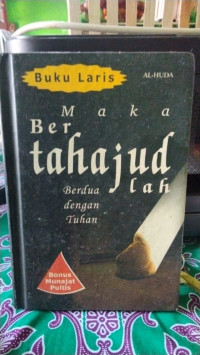 Buku Laris
AL-HUDA
Maka
Ber
tahajud
lah
Berdua
dengan
Tuhan
Bonus
Munajat
Puitis